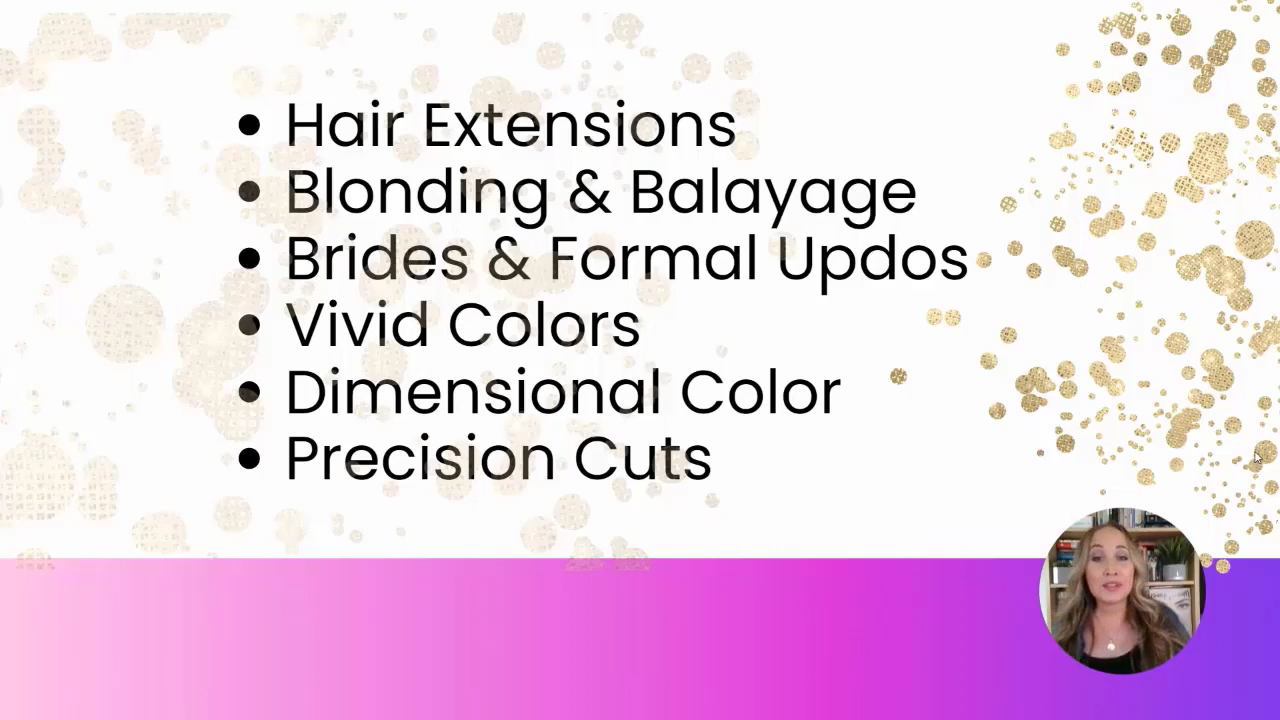 • Hair Extensions
• Blonding & Balayage
• Brides & Formal Updos
• Vivid Colors
• Dimensional Color
• Precision Cuts